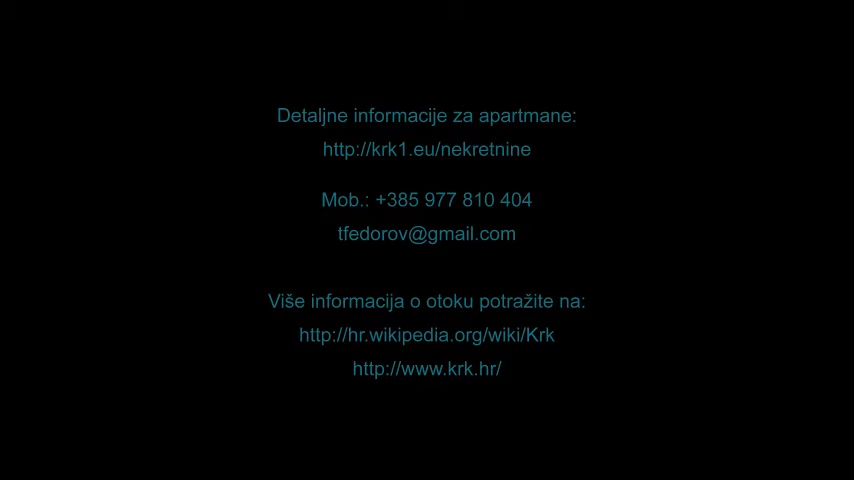 Detaljne informacije za apartmane:
http://krk1.eu/nekretnine
Mob.: +385 977 810 404
tfedorov@gmail.com
Više informacija o otoku potražite na:
http://hr.wikipedia.org/wiki/Krk
http://www.krk.hr/